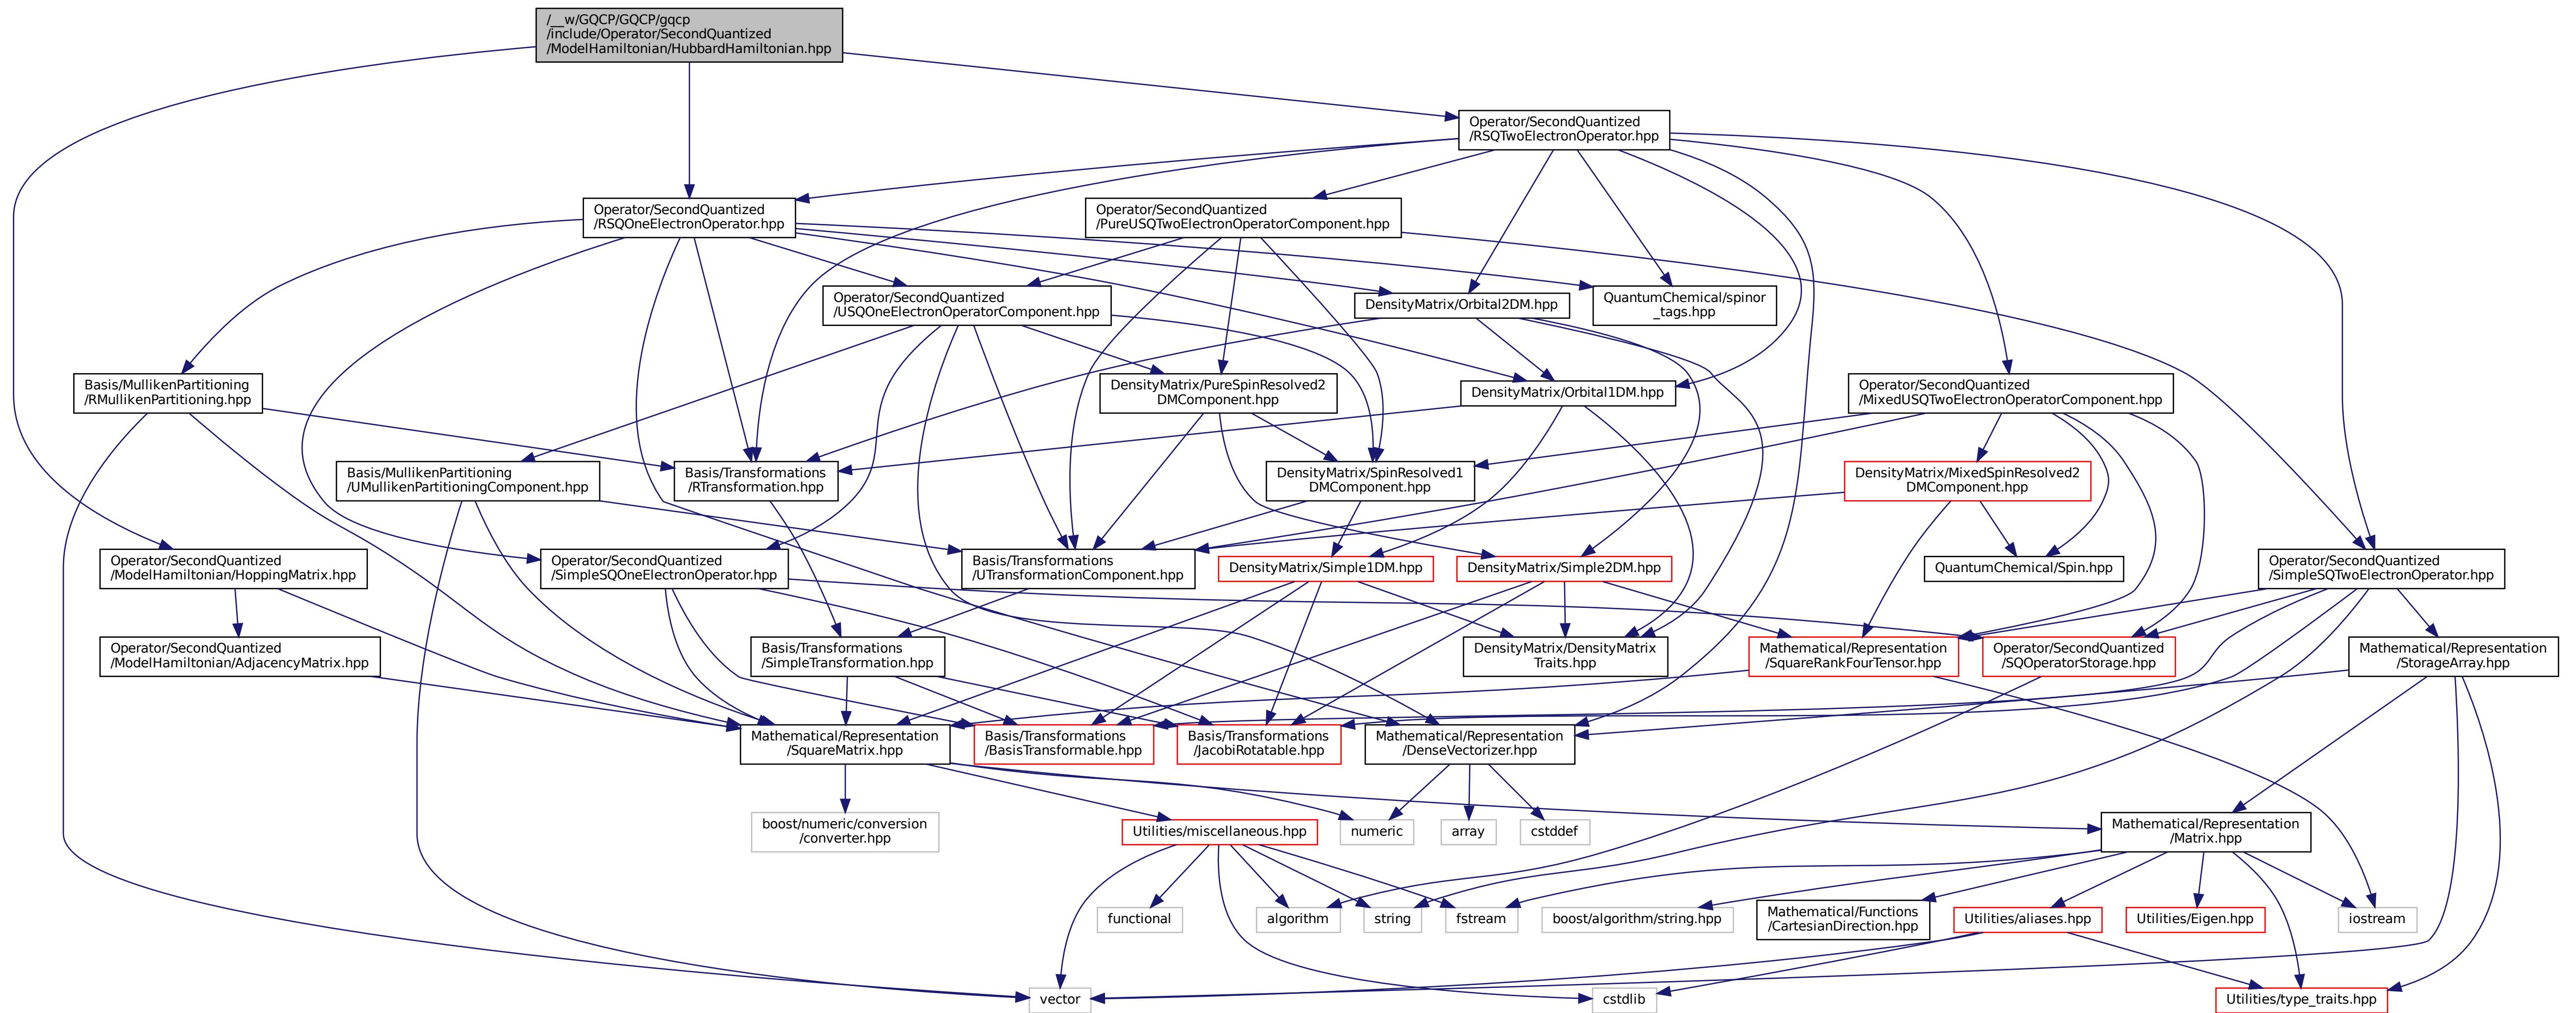 /__w/GQCP/GQCP/gqcp
/include/Operator/SecondQuantized
/ModelHamiltonian/HubbardHamiltonian.hpp
Operator/SecondQuantized
/RSQTwoElectronOperator.hpp
Operator/SecondQuantized
/RSQOneElectronOperator.hpp
Operator/SecondQuantized
/PureUSQTwoElectronOperatorComponent.hpp
Operator/SecondQuantized
/USQOneElectronOperatorComponent.hpp
DensityMatrix/Orbital2DM.hpp
QuantumChemical/spinor
_tags.hpp
Basis/MullikenPartitioning
/RMullikenPartitioning.hpp
DensityMatrix/PureSpinResolved2
DMComponent.hpp
DensityMatrix/Orbital1DM.hpp
Operator/SecondQuantized
/MixedUSQTwoElectronOperatorComponent.hpp
Basis/MullikenPartitioning
/UMullikenPartitioningComponent.hpp
Basis/Transformations
/RTransformation.hpp
DensityMatrix/SpinResolved1
DMComponent.hpp
DensityMatrix/MixedSpinResolved2
DMComponent.hpp
Operator/SecondQuantized
/ModelHamiltonian/HoppingMatrix.hpp
Operator/SecondQuantized
/SimpleSQOneElectronOperator.hpp
Basis/Transformations
/UTransformationComponent.hpp
DensityMatrix/Simple1DM.hpp
DensityMatrix/Simple2DM.hpp
QuantumChemical/Spin.hpp
Operator/SecondQuantized
/SimpleSQTwoElectronOperator.hpp
Operator/SecondQuantized
/ModelHamiltonian/AdjacencyMatrix.hpp
Basis/Transformations
/SimpleTransformation.hpp
DensityMatrix/DensityMatrix
Traits.hpp
Mathematical/Representation
/SquareRankFourTensor.hpp
Operator/SecondQuantized
/SQOperatorStorage.hpp
Mathematical/Representation
/StorageArray.hpp
Mathematical/Representation
/SquareMatrix.hpp
Basis/Transformations
/BasisTransformable.hpp
Basis/Transformations
/JacobiRotatable.hpp
Mathematical/Representation
/DenseVectorizer.hpp
boost/numeric/conversion
/converter.hpp
Utilities/miscellaneous.hpp
numeric
array
cstddef
Mathematical/Representation
/Matrix.hpp
functional
algorithm
string
fstream
boost/algorithm/string.hpp
Mathematical/Functions
/CartesianDirection.hpp
Utilities/aliases.hpp
Utilities/Eigen.hpp
iostream
vector
cstdlib
Utilities/type_traits.hpp